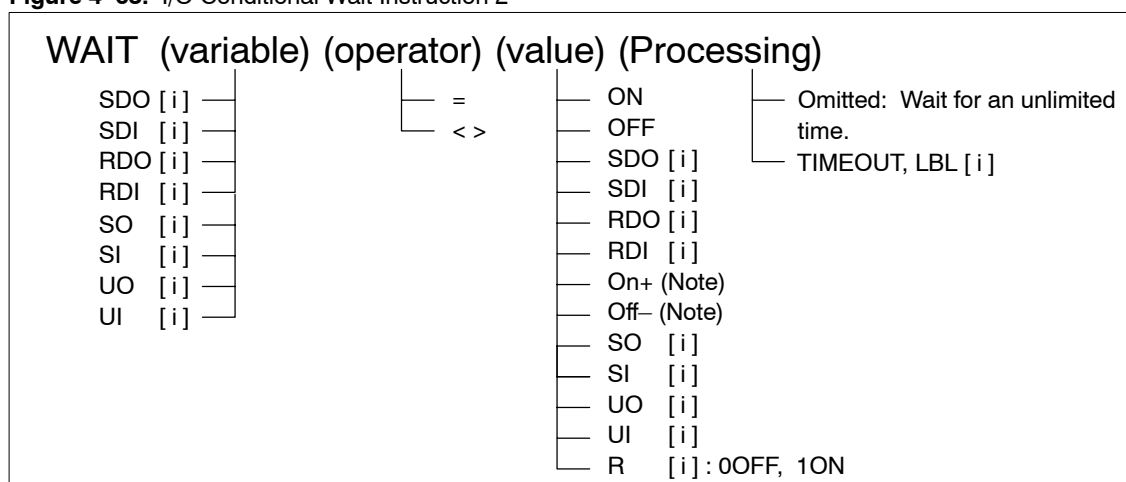 Figure 4–63. I/O Conditional Wait Instruction 2
WAIT (variable) (operator) (value) (Processing)
SDO [ i ]
SDI [ i ]
RDO [ i ]
RDI [ i ]
SO [ i ]
SI [ i ]
UO [ i ]
UI [ i ]
=
< >
ON
OFF
SDO [ i ]
SDI [ i ]
RDO [ i ]
RDI [ i ]
On+ (Note)
Off– (Note)
SO [ i ]
SI [ i ]
UO [ i ]
UI [ i ]
R [ i ] : 0OFF, 1ON
Omitted: Wait for an unlimited
time.
TIMEOUT, LBL [ i ]